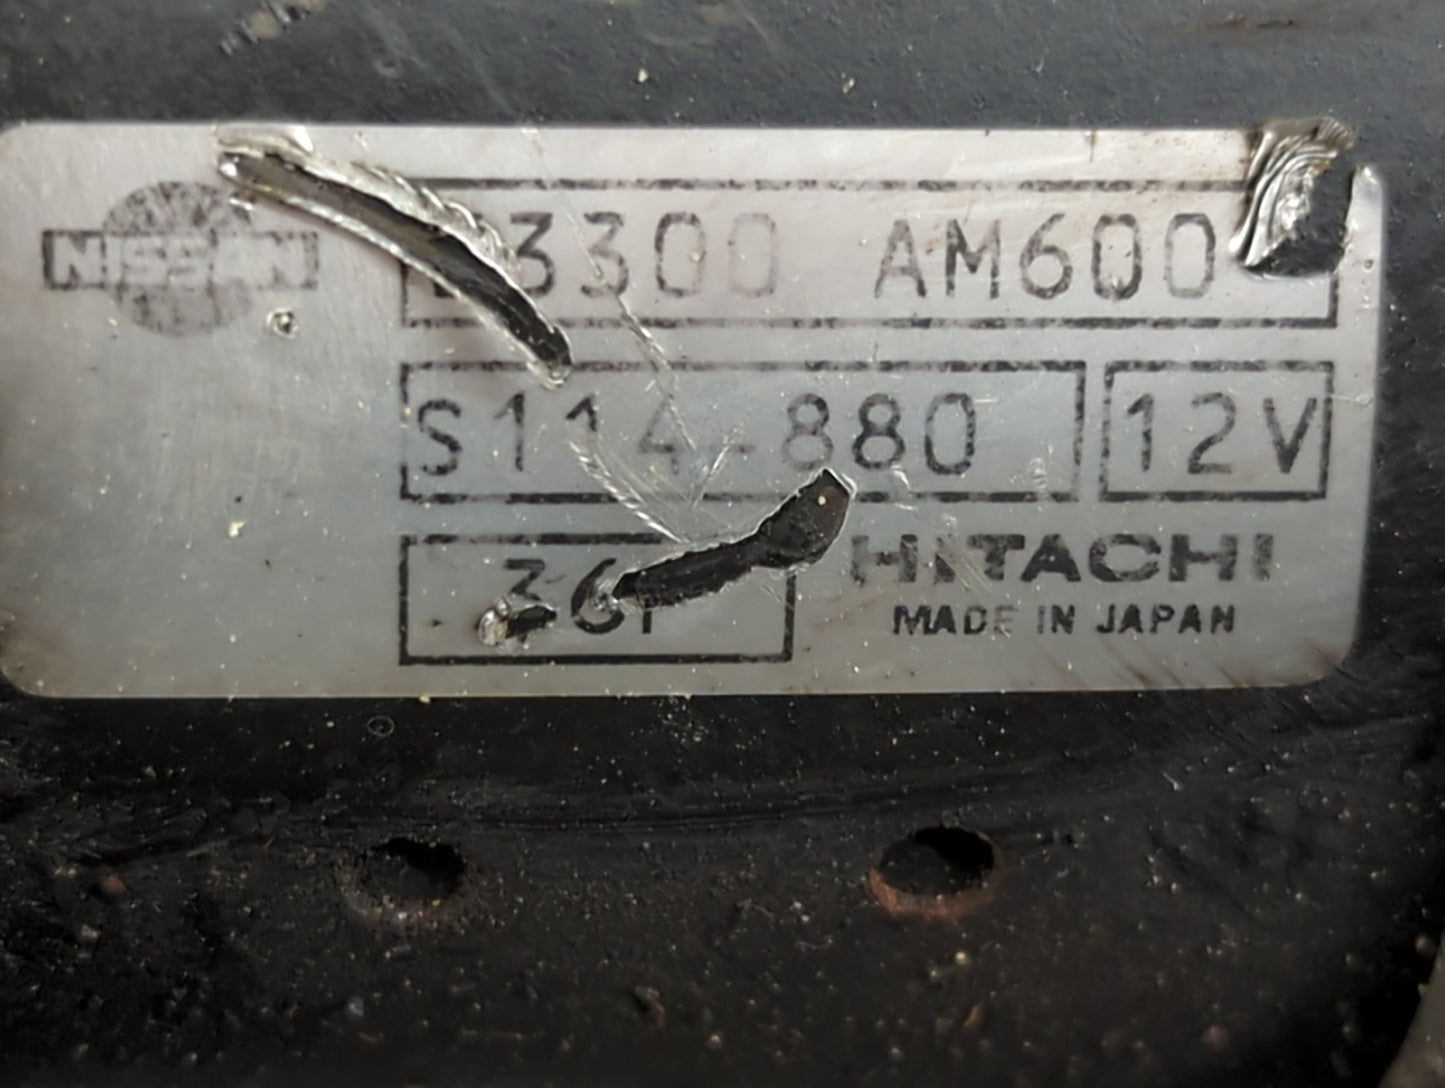 NISSAN
3300 AM600
S114-880 12V
HITACHI
MADE IN JAPAN